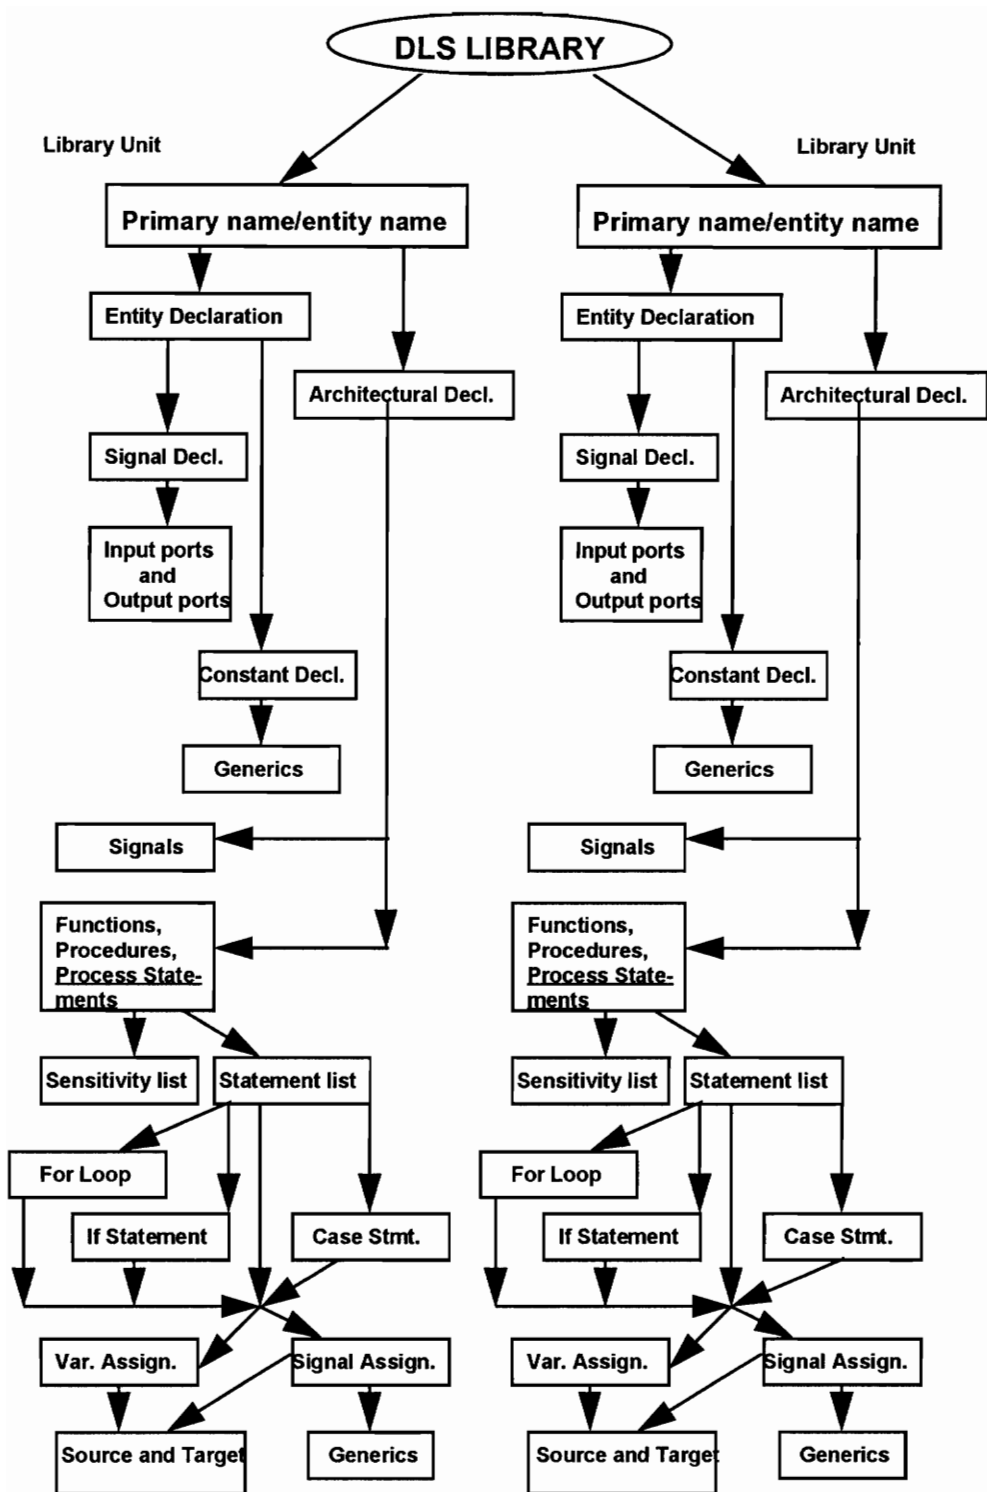 DLS LIBRARY
Library Unit
Library Unit
Primary name/entity name
Primary name/entity name
Entity Declaration
Entity Declaration
Architectural Decl.
Architectural Decl.
Signal Decl.
Signal Decl.
Input ports
and
Output ports
Input ports
and
Output ports
Constant Decl.
Constant Decl.
Generics
Generics
Signals
Signals
Functions,
Procedures,
Process State-
ments
Functions,
Procedures,
Process State-
ments
Sensitivity list
Statement list
Sensitivity list
Statement list
For Loop
For Loop
If Statement
Case Stmt.
If Statement
Case Stmt.
Var. Assign.
Signal Assign.
Var. Assign.
Signal Assign.
Source and Target
Generics
Source and Target
Generics